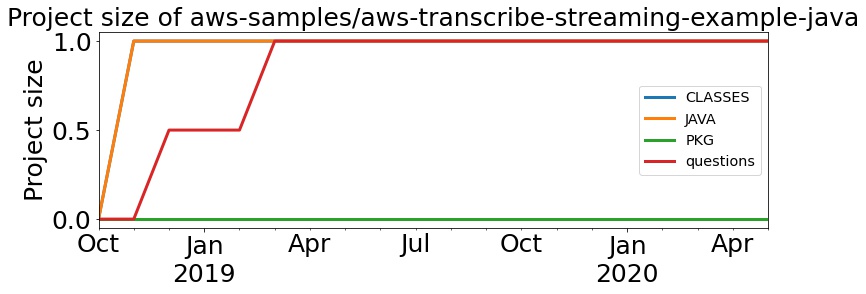 Project size of aws-samples/aws-transcribe-streaming-example-java
Project size
1.0
0.5
0.0
CLASSES
JAVA
PKG
questions
Oct Jan Apr Jul Oct Jan Apr
2019 2020